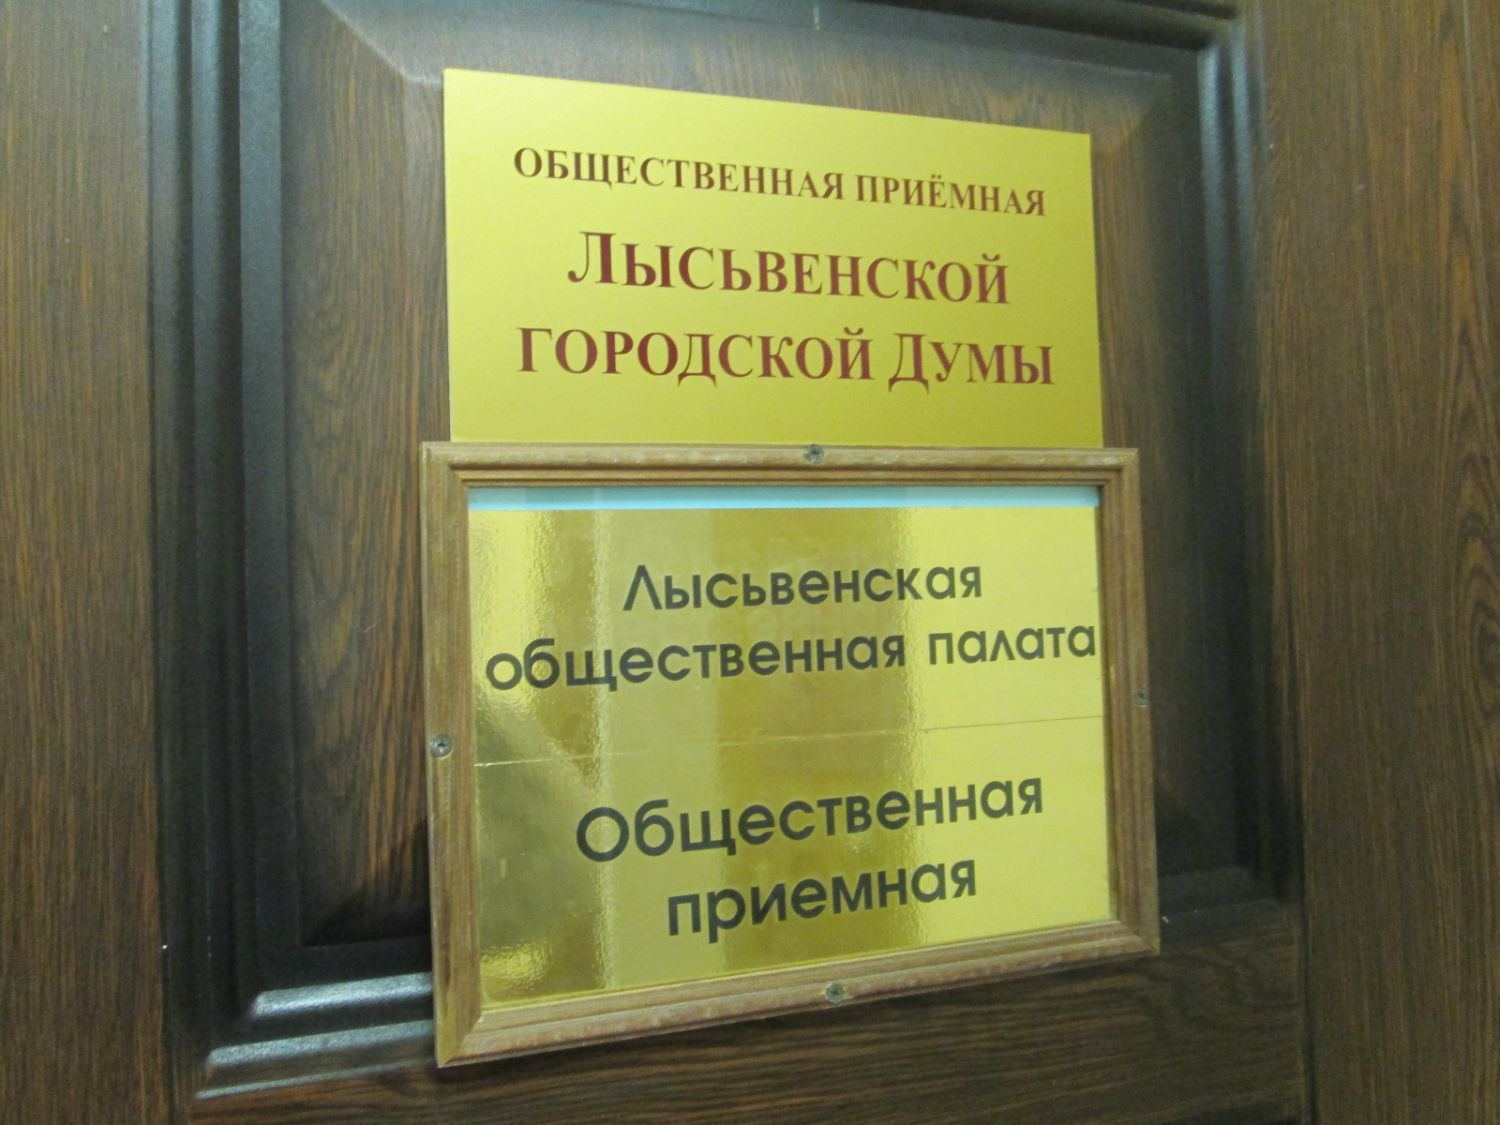 ОБЩЕСТВЕННАЯ ПРИЁМНАЯ
ЛЫСЬВЕНСКОЙ
ГОРОДСКОЙ ДУМЫ
Лысьвенская
общественная палата
Общественная
приемная